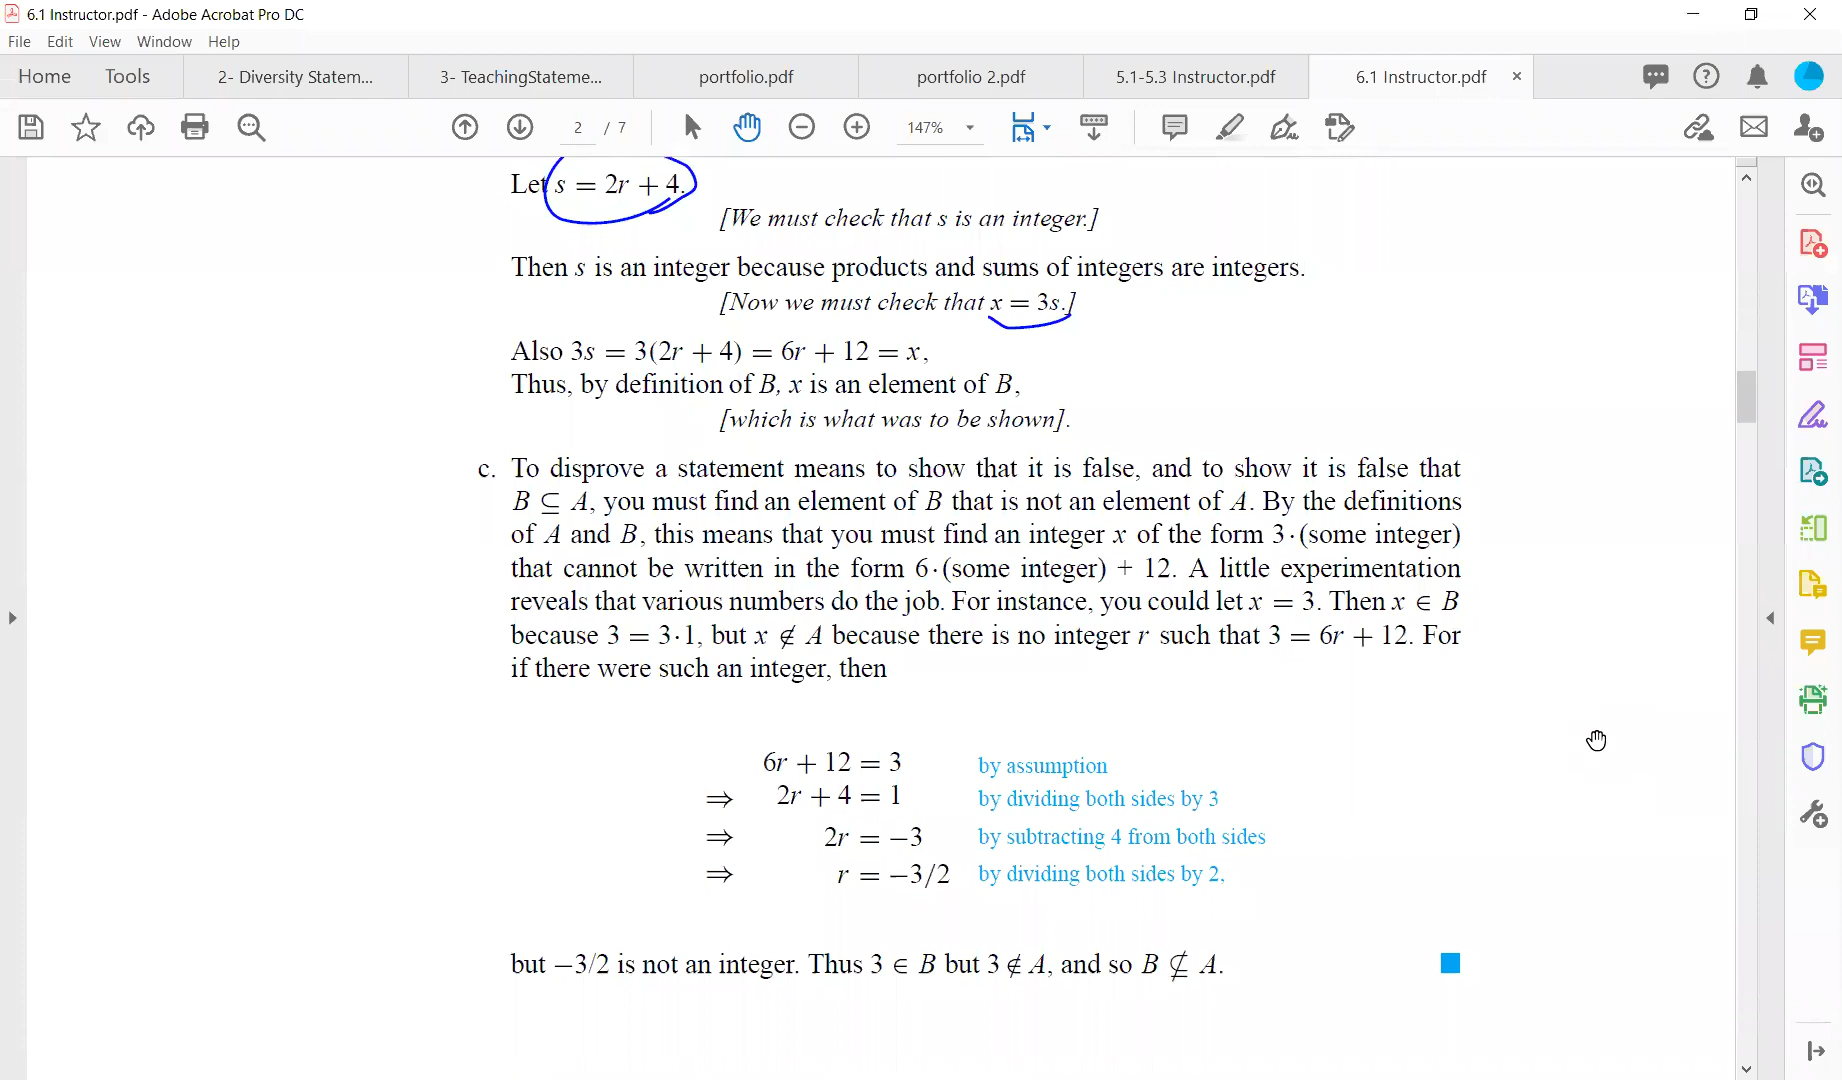 6.1 Instructor.pdf - Adobe Acrobat Pro DC
File Edit View Window Help
Home Tools 2- Diversity Statem... 3- TeachingStateme... portfolio.pdf portfolio 2.pdf 5.1-5.3 Instructor.pdf 6.1 Instructor.pdf ×
2 / 7 147%
Let s = 2r + 4.
[We must check that s is an integer.]
Then s is an integer because products and sums of integers are integers.
[Now we must check that x = 3s.]
Also 3s = 3(2r + 4) = 6r + 12 = x,
Thus, by definition of B, x is an element of B,
[which is what was to be shown].
c. To disprove a statement means to show that it is false, and to show it is false that
B ⊆ A, you must find an element of B that is not an element of A. By the definitions
of A and B, this means that you must find an integer x of the form 3·(some integer)
that cannot be written in the form 6·(some integer) + 12. A little experimentation
reveals that various numbers do the job. For instance, you could let x = 3. Then x ∈ B
because 3 = 3·1, but x ∉ A because there is no integer r such that 3 = 6r + 12. For
if there were such an integer, then
6r + 12 = 3 by assumption
⇒ 2r + 4 = 1 by dividing both sides by 3
⇒ 2r = −3 by subtracting 4 from both sides
⇒ r = −3/2 by dividing both sides by 2,
but −3/2 is not an integer. Thus 3 ∈ B but 3 ∉ A, and so B ⊈ A.